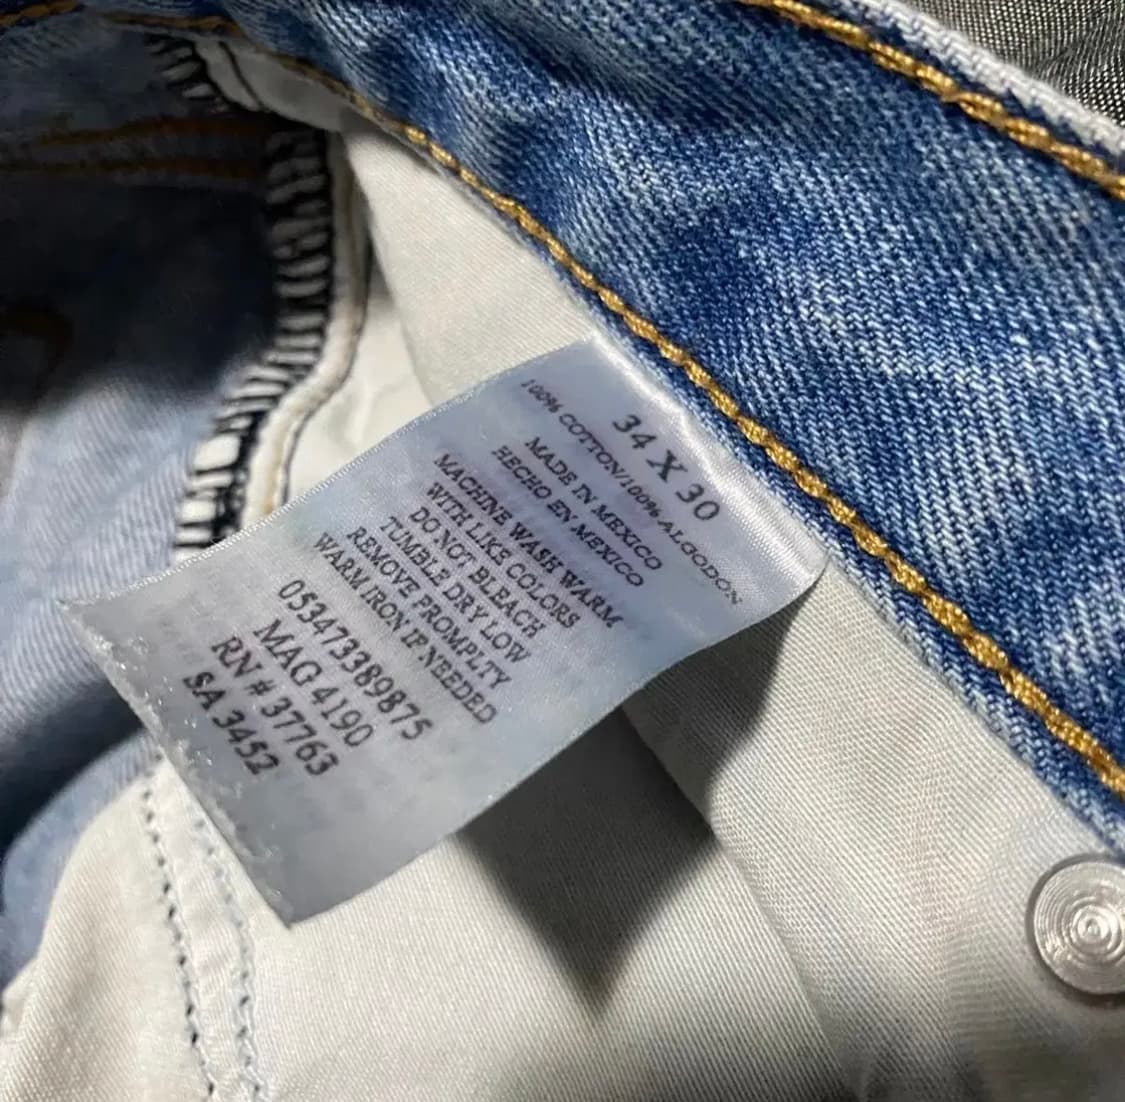 34 X 30
100% COTTON/100% ALGODON
MADE IN MEXICO
HECHO EN MEXICO
MACHINE WASH WARM
WITH LIKE COLORS
DO NOT BLEACH
TUMBLE DRY LOW
REMOVE PROMPLTY
WARM IRON IF NEEDED
053473389875
MAG 4190
RN # 37763
SA 3452